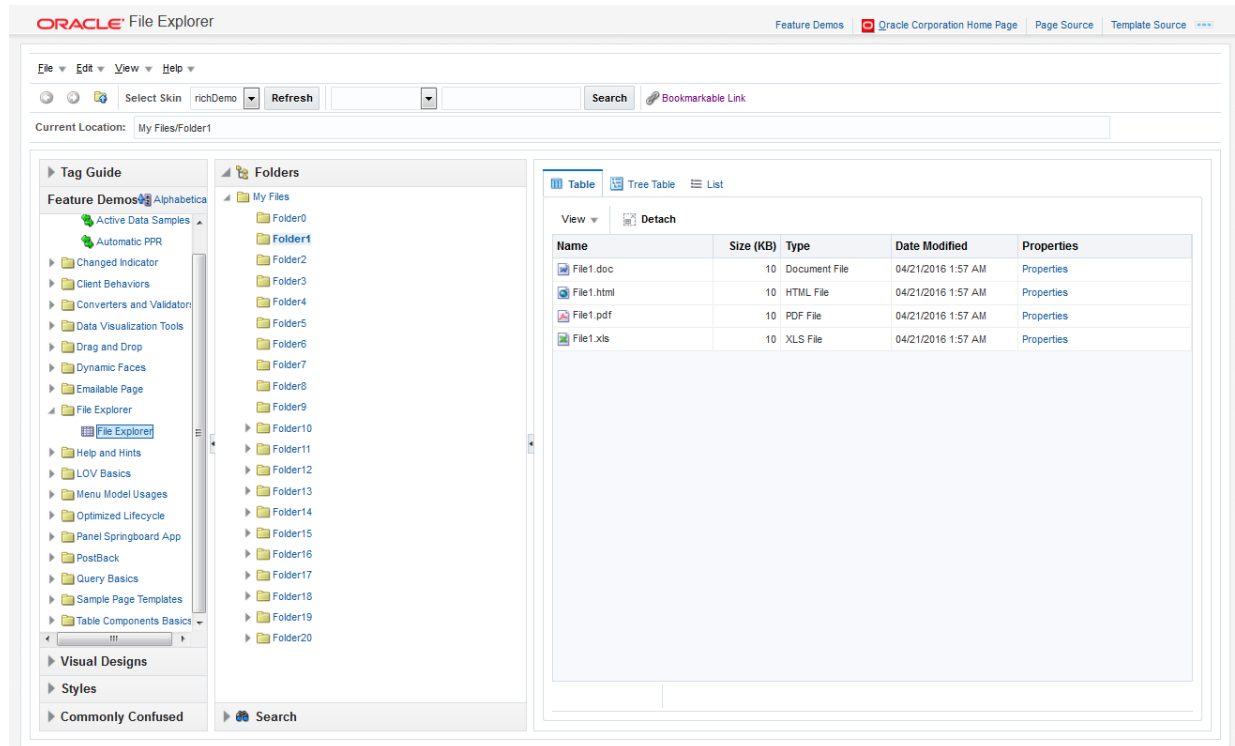 ORACLE File Explorer
Feature Demos Oracle Corporation Home Page Page Source Template Source
File Edit View Help
Select Skin richDemo Refresh Search Bookmarkable Link
Current Location: My Files/Folder1
Tag Guide
Feature Demos Alphabetica
Active Data Samples
Automatic PPR
Changed Indicator
Client Behaviors
Converters and Validators
Data Visualization Tools
Drag and Drop
Dynamic Faces
Emailable Page
File Explorer
File Explorer
Help and Hints
LOV Basics
Menu Model Usages
Optimized Lifecycle
Panel Springboard App
PostBack
Query Basics
Sample Page Templates
Table Components Basics
Visual Designs
Styles
Commonly Confused
Folders
My Files
Folder0
Folder1
Folder2
Folder3
Folder4
Folder5
Folder6
Folder7
Folder8
Folder9
Folder10
Folder11
Folder12
Folder13
Folder14
Folder15
Folder16
Folder17
Folder18
Folder19
Folder20
Search
Table Tree Table List
View Detach
Name Size (KB) Type Date Modified Properties
File1.doc 10 Document File 04/21/2016 1:57 AM Properties
File1.html 10 HTML File 04/21/2016 1:57 AM Properties
File1.pdf 10 PDF File 04/21/2016 1:57 AM Properties
File1.xls 10 XLS File 04/21/2016 1:57 AM Properties